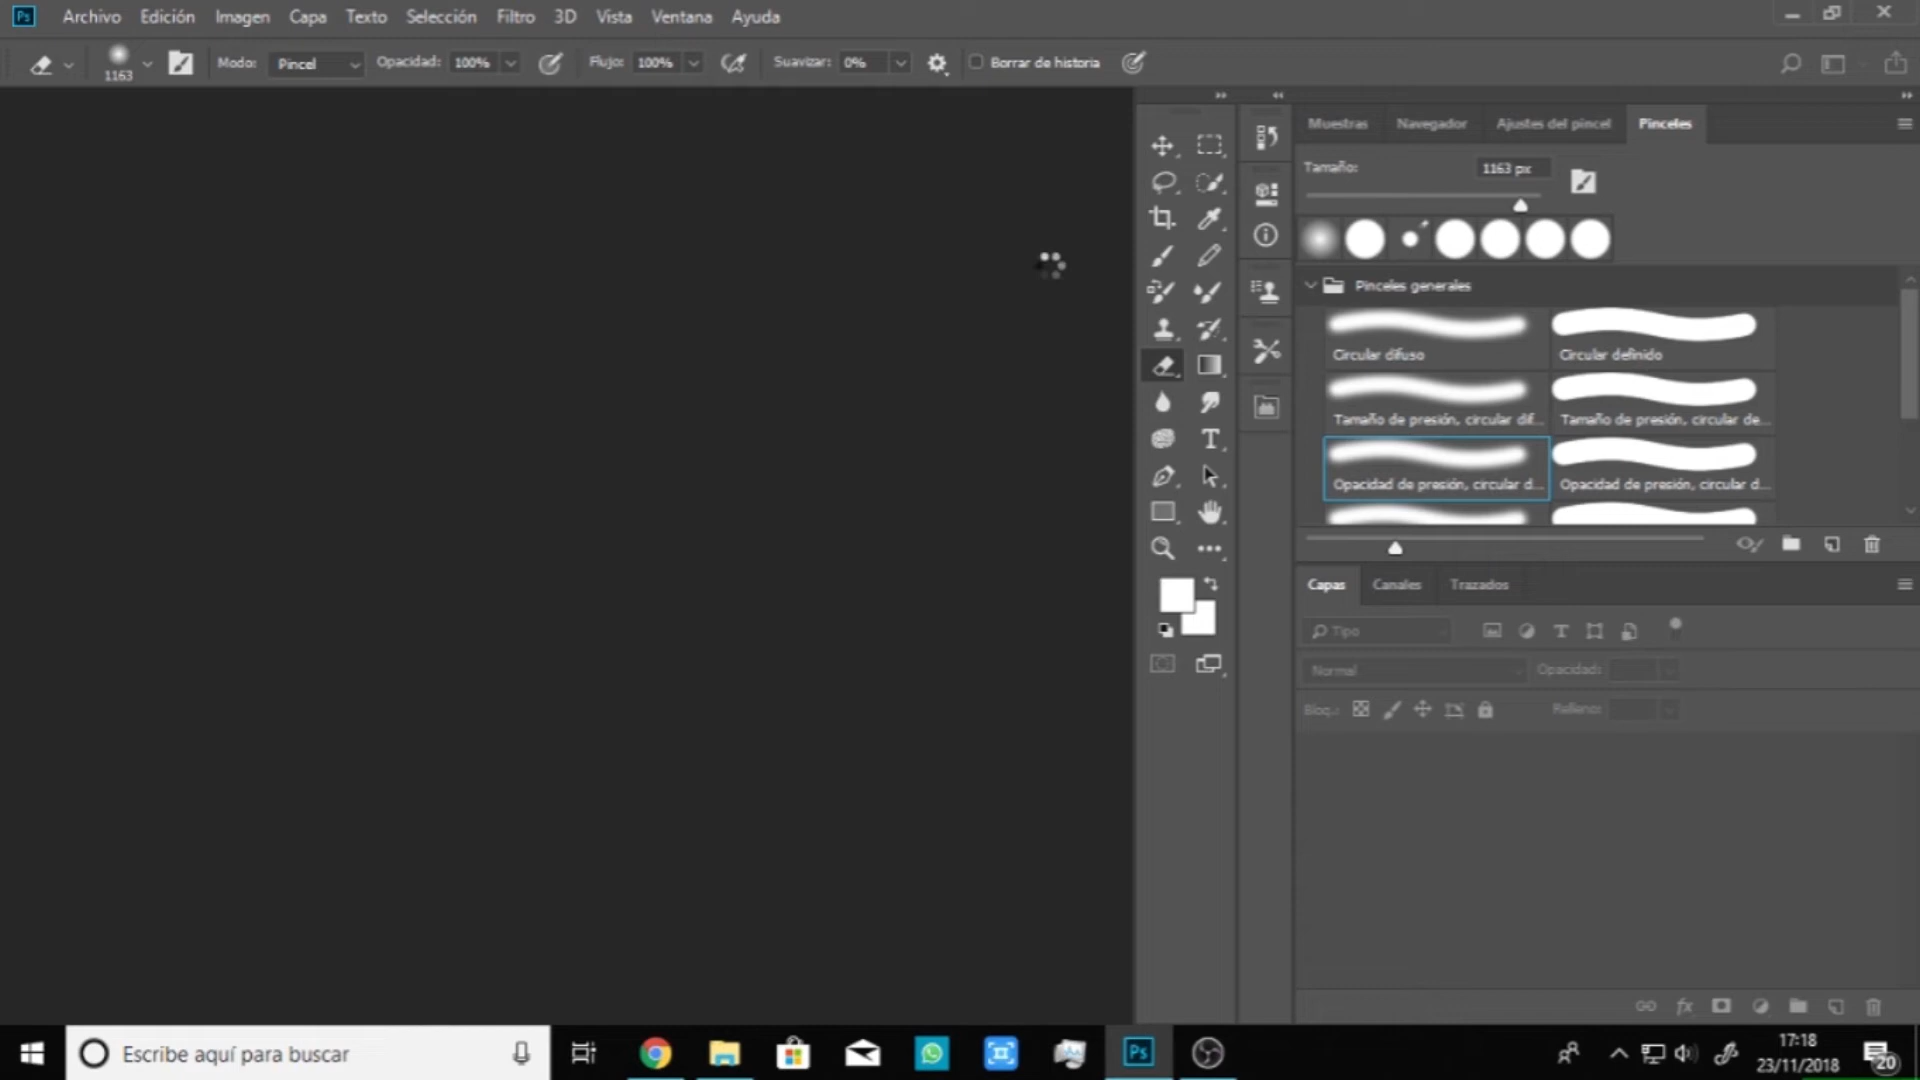 Ps Archivo Edición Imagen Capa Texto Selección Filtro 3D Vista Ventana Ayuda
1163 Modo: Pincel Opacidad: 100% Flujo: 100% Suavizar: 0% Borrar de historia
Muestras Navegador Ajustes del pincel Pinceles
Tamaño: 1163 px
Pinceles generales
Circular difuso Circular definido
Tamaño de presión, circular dif... Tamaño de presión, circular de...
Opacidad de presión, circular d... Opacidad de presión, circular d...
Capas Canales Trazados
Tipo
Normal Opacidad:
Bloq.: Relleno:
fx
Escribe aquí para buscar
Ps
17:18
23/11/2018
20